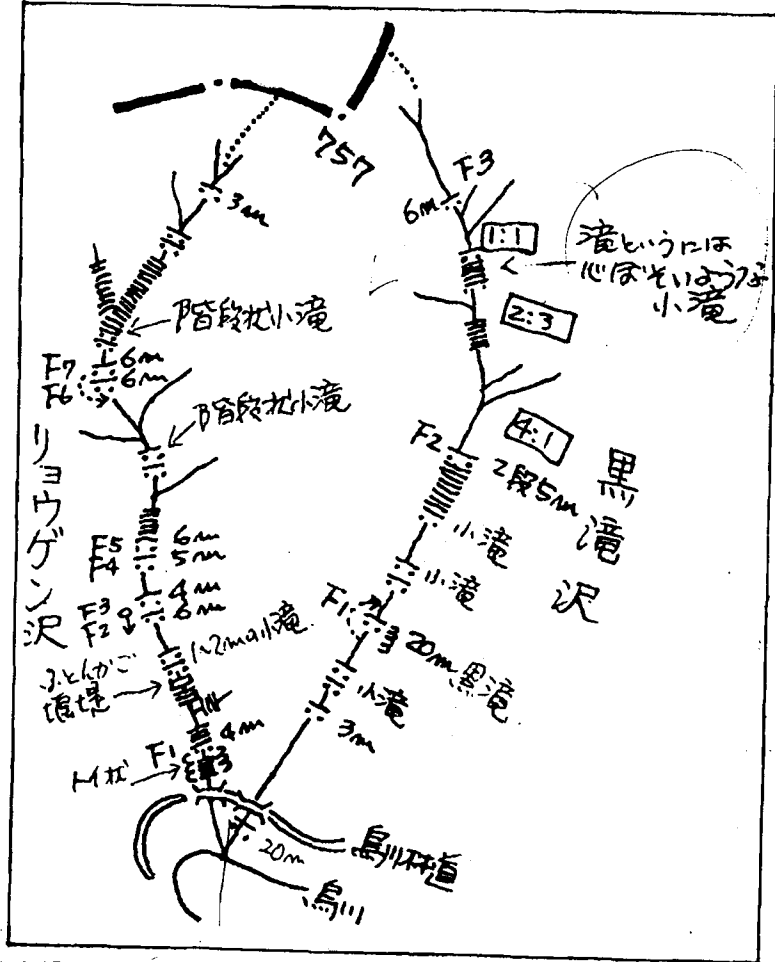 757
F3
6m
3m
1:1
滝というには
心ぼそいような
小滝
2:3
階段状小滝
F7 6m
F6 6m
階段状小滝
4:1
F2
2段5m
黒滝沢
リョウゲン沢
小滝
小滝
F5 6m
F4 5m
F3 4m
F2 6m
F1
20m黒滝
1~2mの小滝
ふとんかご
堰堤
小滝
3m
4m
F1
トイ状
3
20m
烏川林道
烏川